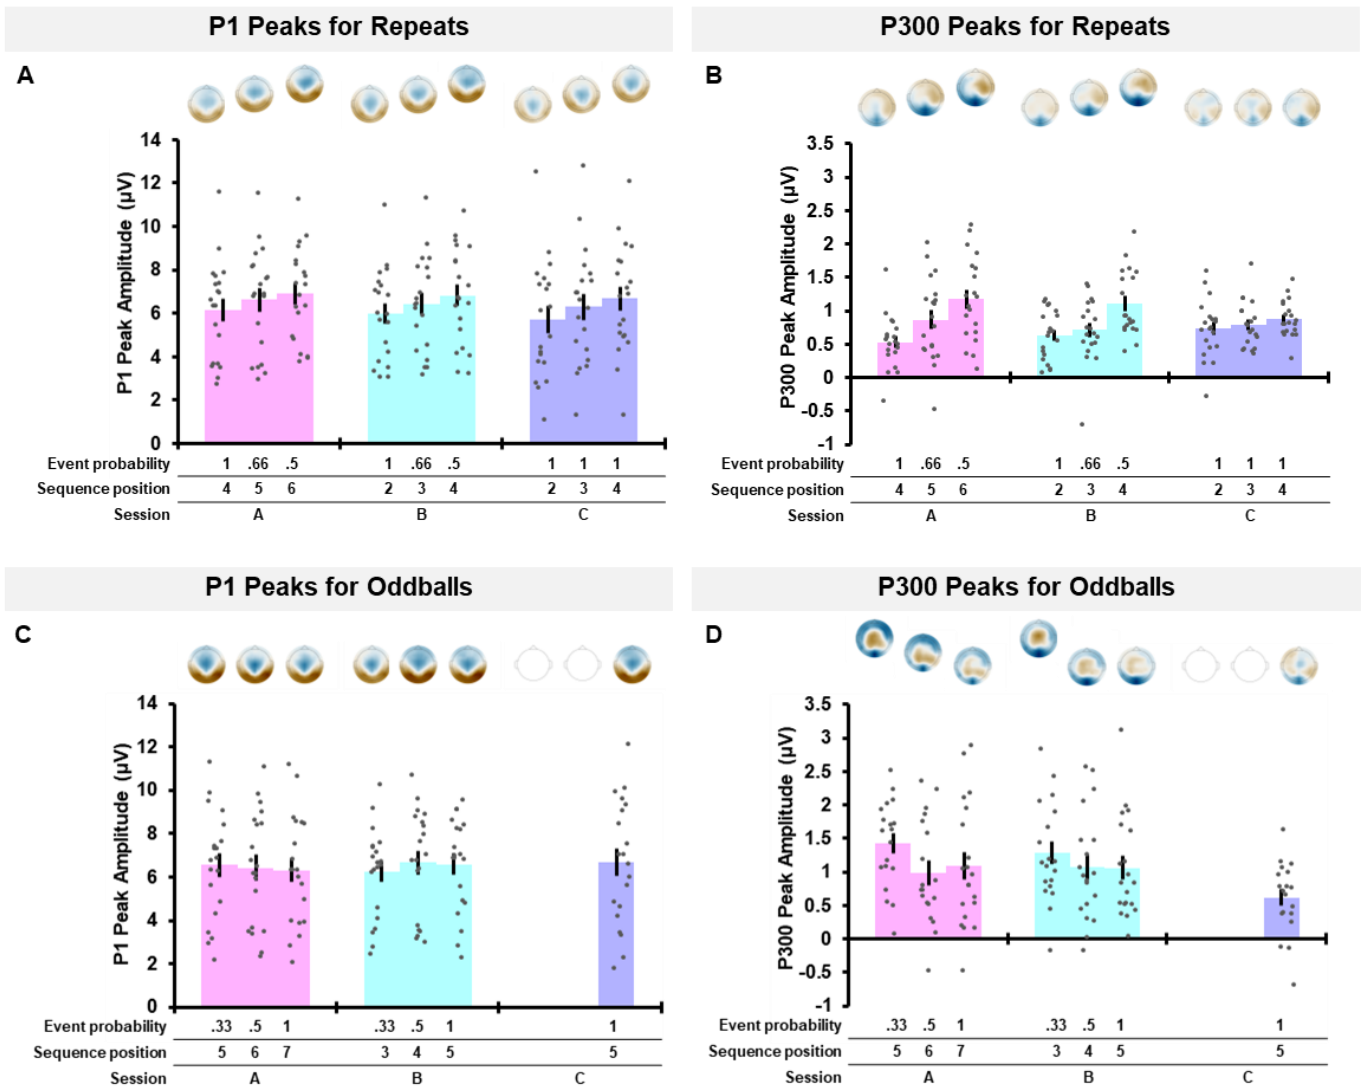 P1 Peaks for Repeats
A
P1 Peak Amplitude (µV)
14
12
10
8
6
4
2
0
Event probability 1 .66 .5 1 .66 .5 1 1 1
Sequence position 4 5 6 2 3 4 2 3 4
Session A B C
P300 Peaks for Repeats
B
P300 Peak Amplitude (µV)
3.5
3
2.5
2
1.5
1
0.5
0
-0.5
-1
Event probability 1 .66 .5 1 .66 .5 1 1 1
Sequence position 4 5 6 2 3 4 2 3 4
Session A B C
P1 Peaks for Oddballs
C
P1 Peak Amplitude (µV)
14
12
10
8
6
4
2
0
Event probability .33 .5 1 .33 .5 1 1
Sequence position 5 6 7 3 4 5 5
Session A B C
P300 Peaks for Oddballs
D
P300 Peak Amplitude (µV)
3.5
3
2.5
2
1.5
1
0.5
0
-0.5
-1
Event probability .33 .5 1 .33 .5 1 1
Sequence position 5 6 7 3 4 5 5
Session A B C